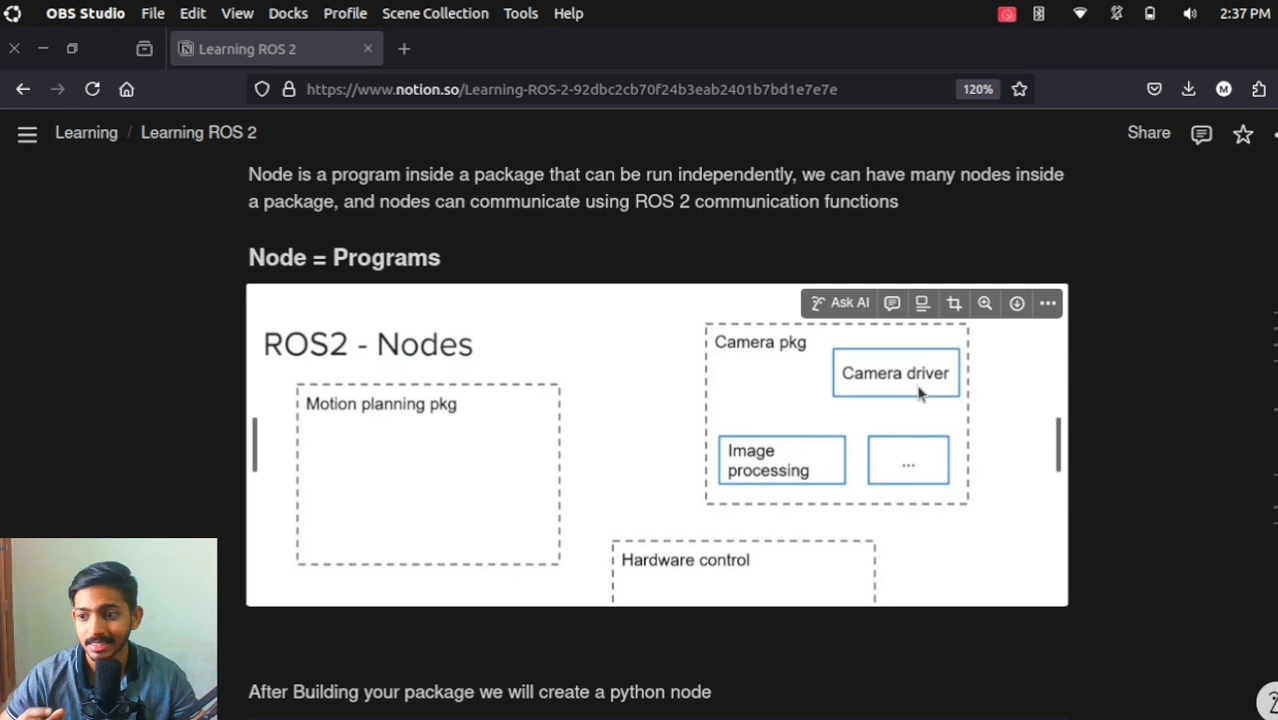 OBS Studio File Edit View Docks Profile Scene Collection Tools Help 2:37 PM
Learning ROS 2
https://www.notion.so/Learning-ROS-2-92dbc2cb70f24b3eab2401b7bd1e7e7e 120% M
Learning / Learning ROS 2 Share
Node is a program inside a package that can be run independently, we can have many nodes inside
a package, and nodes can communicate using ROS 2 communication functions
Node = Programs
Ask AI
ROS2 - Nodes
Camera pkg
Camera driver
Motion planning pkg
Image
processing
...
Hardware control
After Building your package we will create a python node